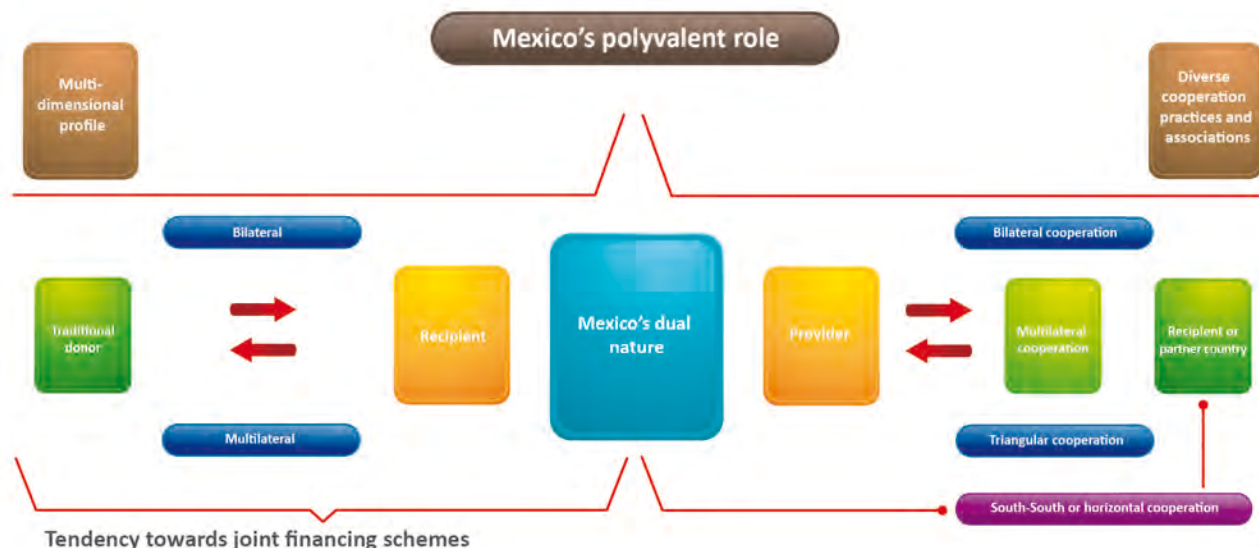 Mexico's polyvalent role
Multi-
dimensional
profile
Diverse
cooperation
practices and
associations
Bilateral
Bilateral cooperation
Traditional
donor
Recipient
Mexico's dual
nature
Provider
Multilateral
cooperation
Recipient or
partner country
Multilateral
Triangular cooperation
South-South or horizontal cooperation
Tendency towards joint financing schemes